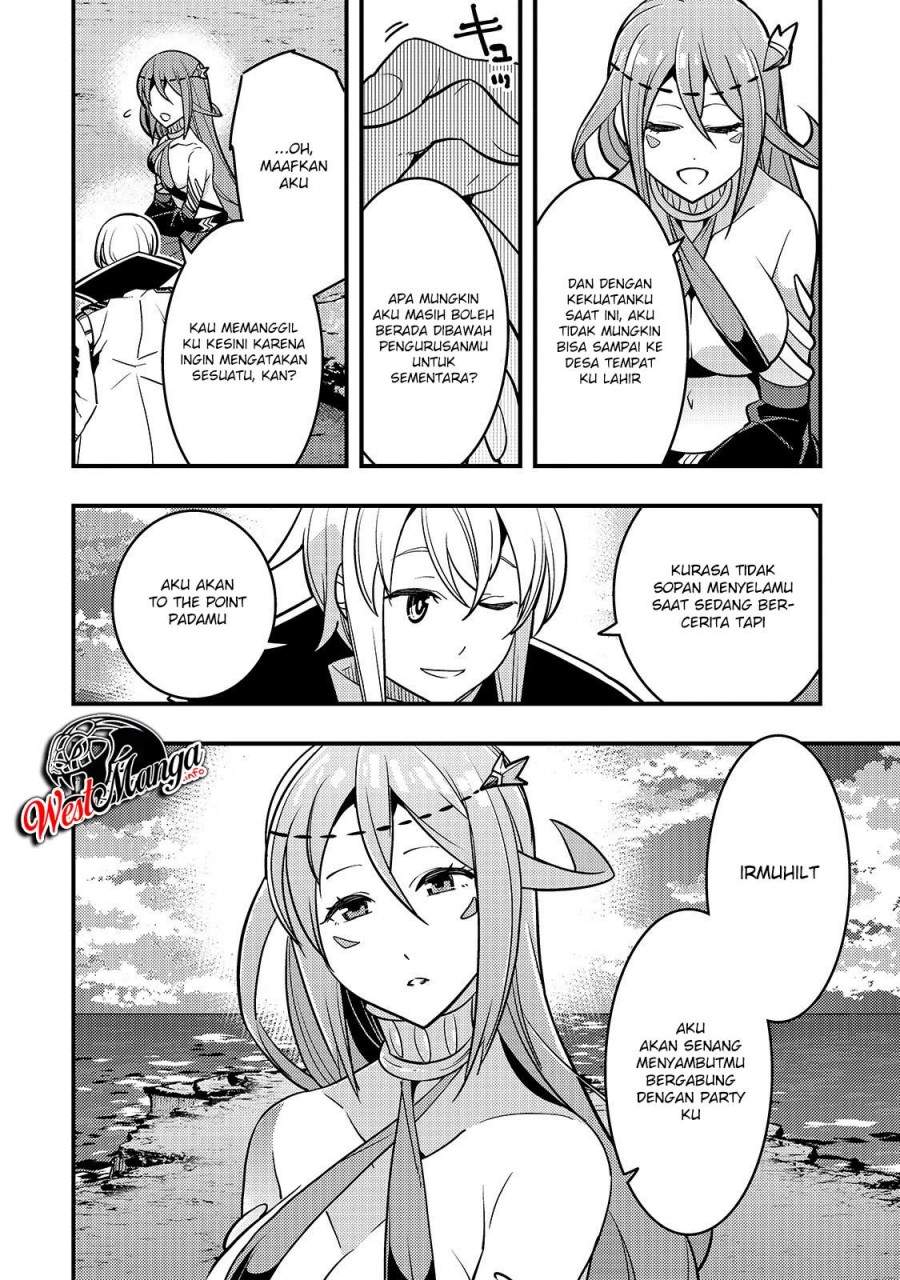 DAN DENGAN
KEKUATANKU
SAAT INI, AKU
TIDAK MUNGKIN
BISA SAMPAI KE
DESA TEMPAT
KU LAHIR
キュッ
APA MUNGKIN
AKU MASIH BOLEH
BERADA DIBAWAH
PENGURUSANMU
UNTUK
SEMENTARA?
...OH,
MAAFKAN
AKU
KAU MEMANGGIL
KU KESINI KARENA
INGIN MENGATAKAN
SESUATU, KAN?
KURASA TIDAK
SOPAN MENYELAMU
SAAT SEDANG BER-
CERITA TAPI
AKU AKAN
TO THE POINT
PADAMU
IRMUHILT
AKU
AKAN SENANG
MENYAMBUTMU
BERGABUNG
DENGAN PARTY
KU
WestManga
.info